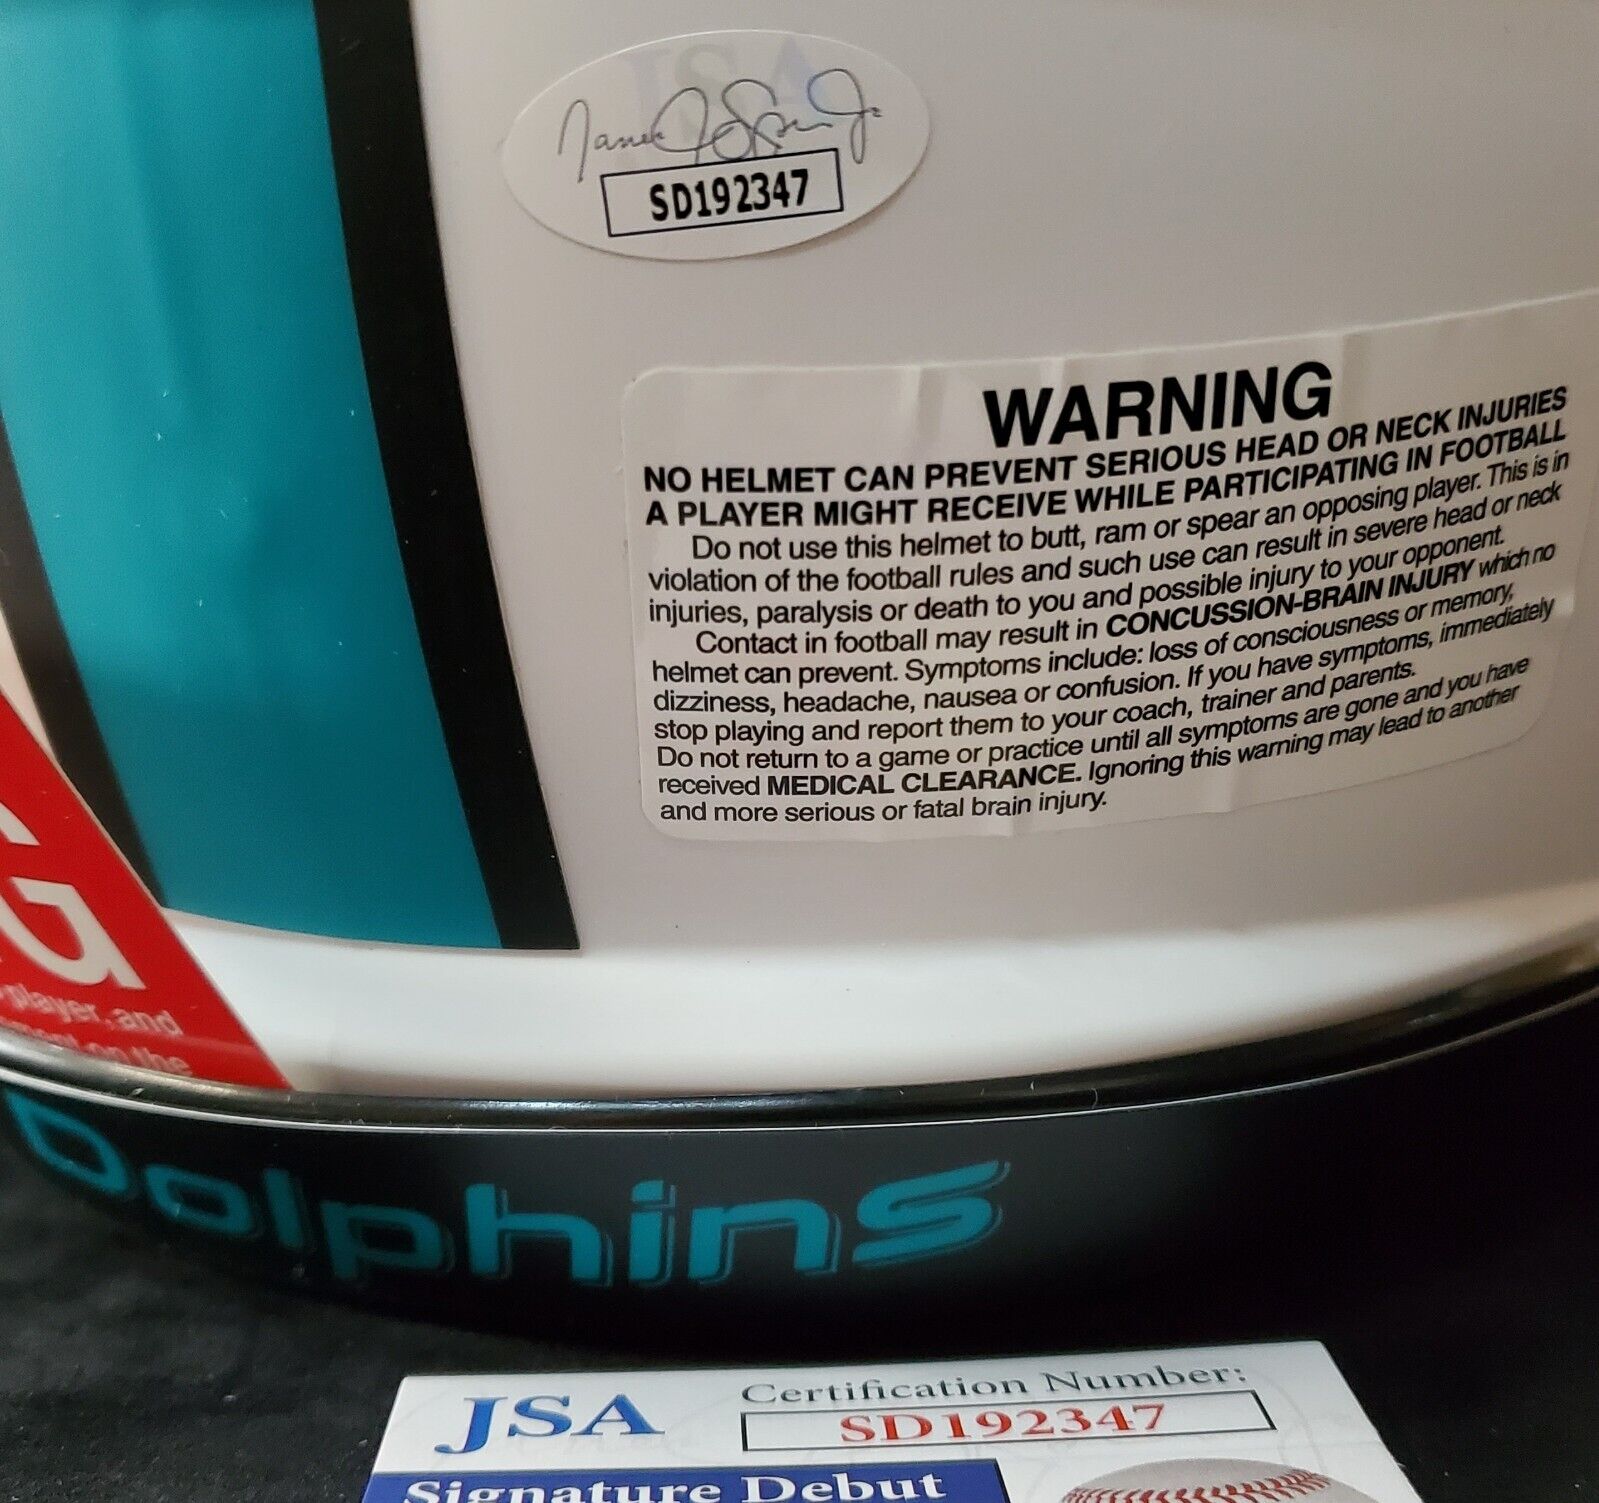 JSA
SD192347
WARNING
NO HELMET CAN PREVENT SERIOUS HEAD OR NECK INJURIES
A PLAYER MIGHT RECEIVE WHILE PARTICIPATING IN FOOTBALL
Do not use this helmet to butt, ram or spear an opposing player. This is in
violation of the football rules and such use can result in severe head or neck
injuries, paralysis or death to you and possible injury to your opponent.
Contact in football may result in CONCUSSION-BRAIN INJURY which no
helmet can prevent. Symptoms include: loss of consciousness or memory,
dizziness, headache, nausea or confusion. If you have symptoms, immediately
stop playing and report them to your coach, trainer and parents.
Do not return to a game or practice until all symptoms are gone and you have
received MEDICAL CLEARANCE. Ignoring this warning may lead to another
and more serious or fatal brain injury.
G
player, and
on the
Dolphins
JSA
Certification Number:
SD192347
Signature Debut